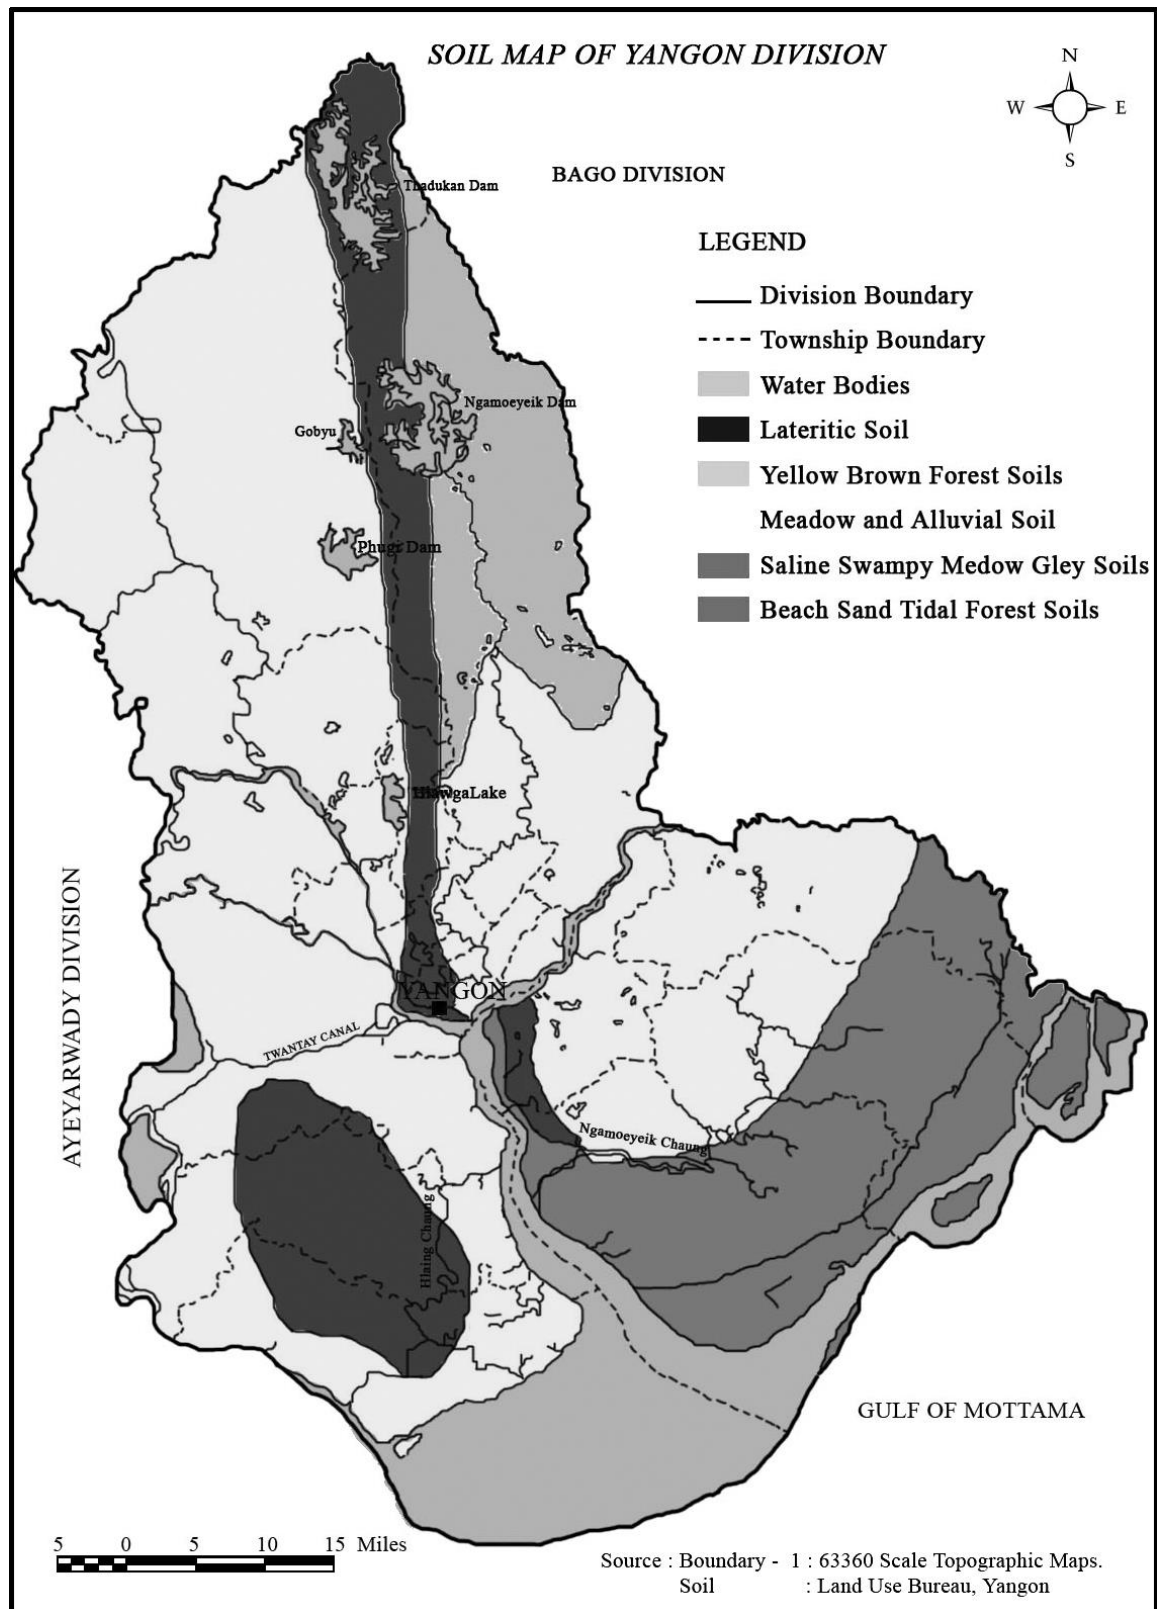 SOIL MAP OF YANGON DIVISION
N
W
E
S
BAGO DIVISION
Thadukan Dam
LEGEND
Division Boundary
Township Boundary
Water Bodies
Lateritic Soil
Yellow Brown Forest Soils
Meadow and Alluvial Soil
Saline Swampy Medow Gley Soils
Beach Sand Tidal Forest Soils
Ngamoeyeik Dam
Gobyu
Phugi Dam
HlawgaLake
AYEYARWADY DIVISION
YANGON
TWANTAY CANAL
Ngamoeyeik Chaung
Hlaing Chaung
GULF OF MOTTAMA
5 0 5 10 15 Miles
Source : Boundary - 1 : 63360 Scale Topographic Maps.
Soil : Land Use Bureau, Yangon